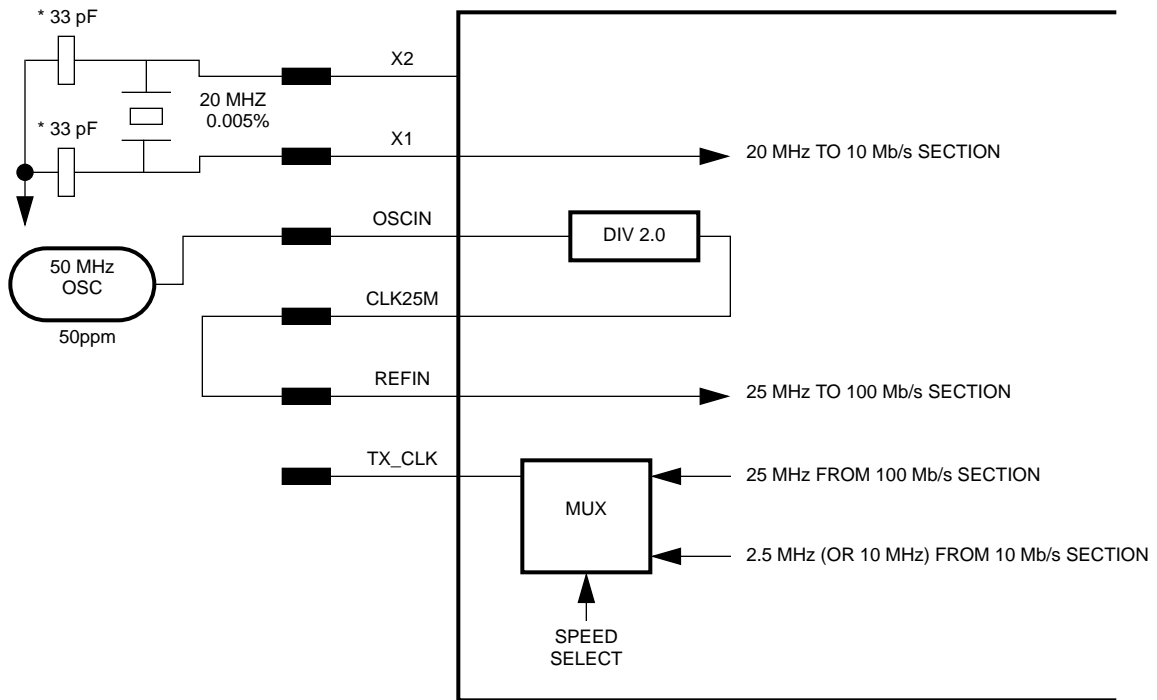 * 33 pF
X2
20 MHZ
0.005%
* 33 pF
X1
20 MHz TO 10 Mb/s SECTION
OSCIN
DIV 2.0
50 MHz
OSC
50ppm
CLK25M
REFIN
25 MHz TO 100 Mb/s SECTION
TX_CLK
MUX
25 MHz FROM 100 Mb/s SECTION
2.5 MHz (OR 10 MHz) FROM 10 Mb/s SECTION
SPEED
SELECT